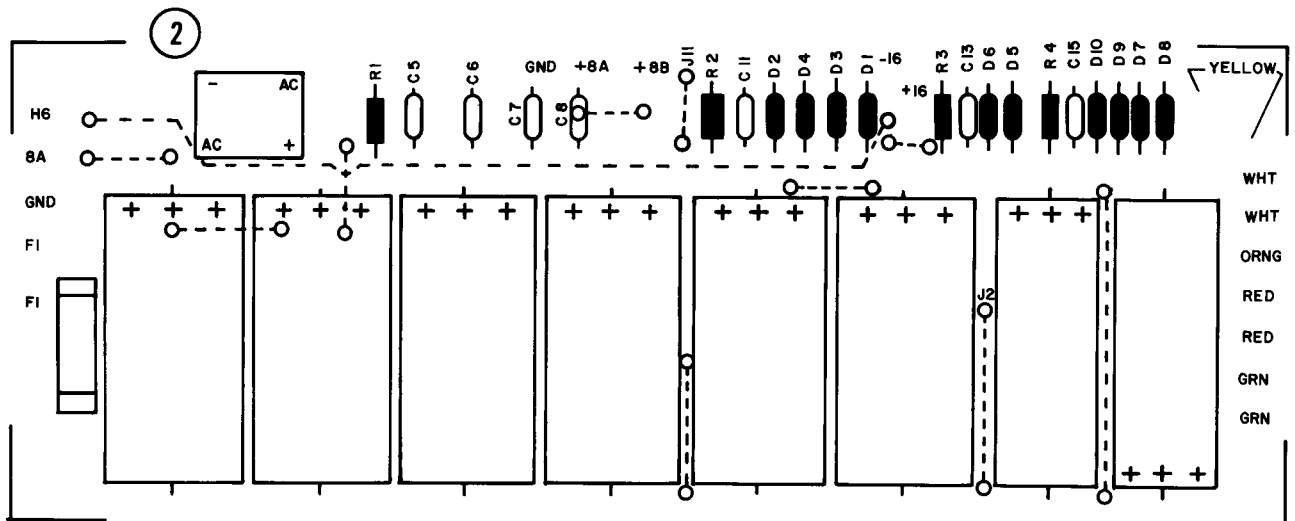 2
- AC
AC +
H6
8A
GND
F1
F1
R1
C5
C6
GND
C7
+8A
C8
+8B
J11
R2
C11
D2
D4
D3
D1
-16
+16
R3
C13
D6
D5
R4
C15
D10
D9
D7
D8
YELLOW
+ + +
+ + +
+ + +
+ + +
+ + +
+ + +
+ + +
J2
+ + +
WHT
WHT
ORNG
RED
RED
GRN
GRN